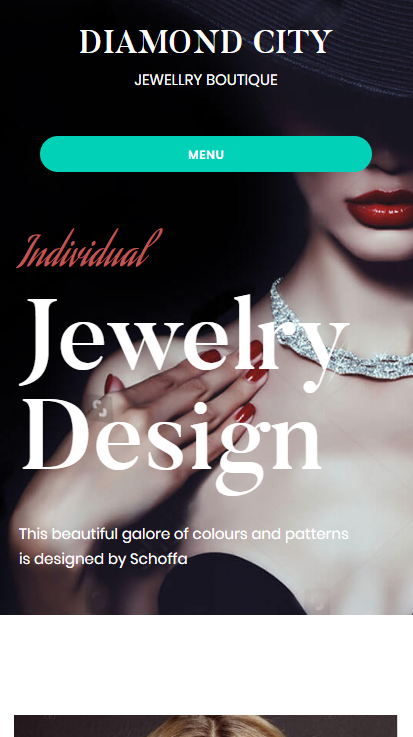 DIAMOND CITY
JEWELLRY BOUTIQUE
MENU
Individual
Jewelry
Design
This beautiful galore of colours and patterns
is designed by Schoffa